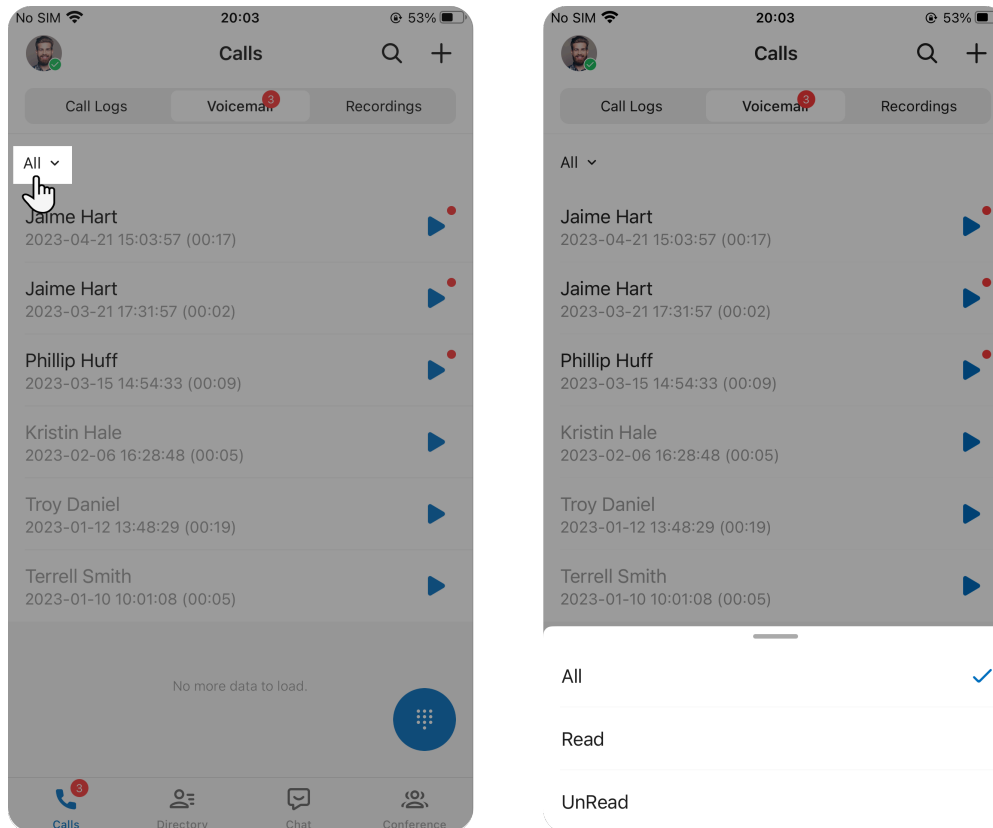 No SIM 20:03 53%
Calls
Call Logs Voicemail 3 Recordings
All
Jaime Hart
2023-04-21 15:03:57 (00:17)
Jaime Hart
2023-03-21 17:31:57 (00:02)
Phillip Huff
2023-03-15 14:54:33 (00:09)
Kristin Hale
2023-02-06 16:28:48 (00:05)
Troy Daniel
2023-01-12 13:48:29 (00:19)
Terrell Smith
2023-01-10 10:01:08 (00:05)
No more data to load.
3
Calls Directory Chat Conference
No SIM 20:03 53%
Calls
Call Logs Voicemail 3 Recordings
All
Jaime Hart
2023-04-21 15:03:57 (00:17)
Jaime Hart
2023-03-21 17:31:57 (00:02)
Phillip Huff
2023-03-15 14:54:33 (00:09)
Kristin Hale
2023-02-06 16:28:48 (00:05)
Troy Daniel
2023-01-12 13:48:29 (00:19)
Terrell Smith
2023-01-10 10:01:08 (00:05)
All
Read
UnRead